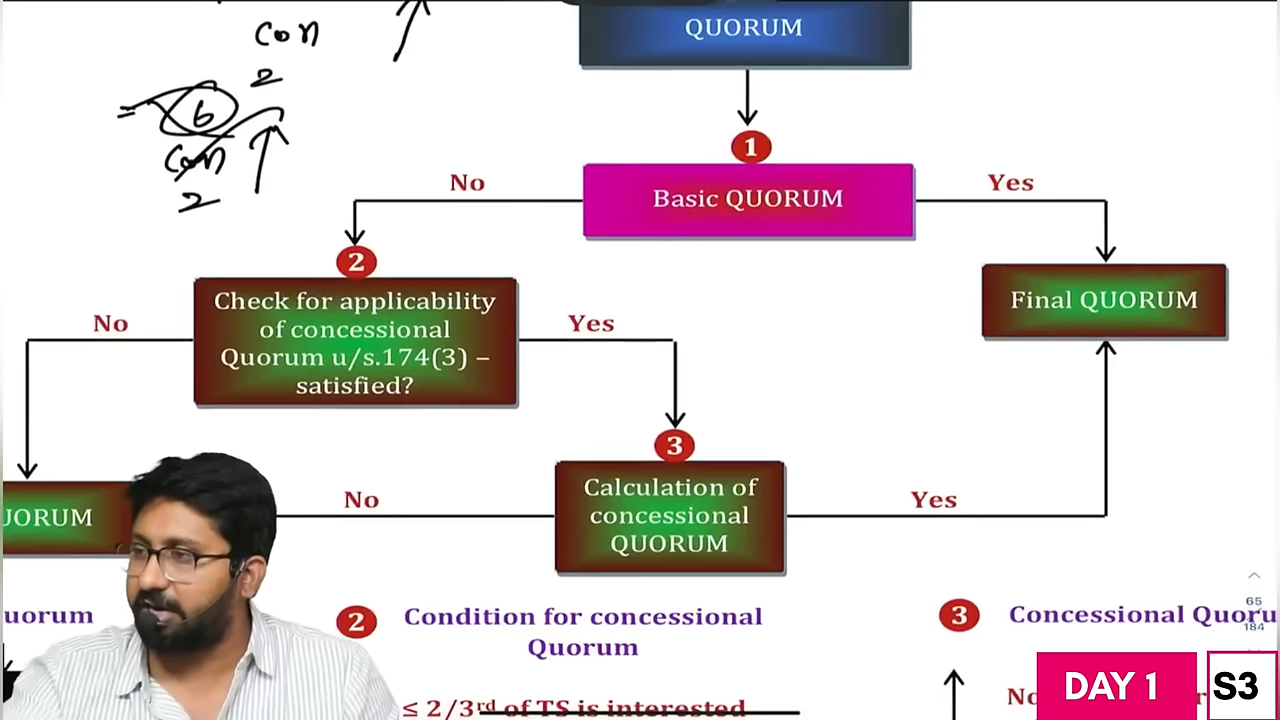 con
2
= 6
con
2
QUORUM
1
Basic QUORUM
No
Yes
2
Check for applicability
of concessional
Quorum u/s.174(3) –
satisfied?
Final QUORUM
No
Yes
3
Calculation of
concessional
QUORUM
UORUM
No
Yes
uorum
2
Condition for concessional
Quorum
≤ 2/3rd of TS is interested
3
Concessional Quoru
No
r
65
184
DAY 1
S3